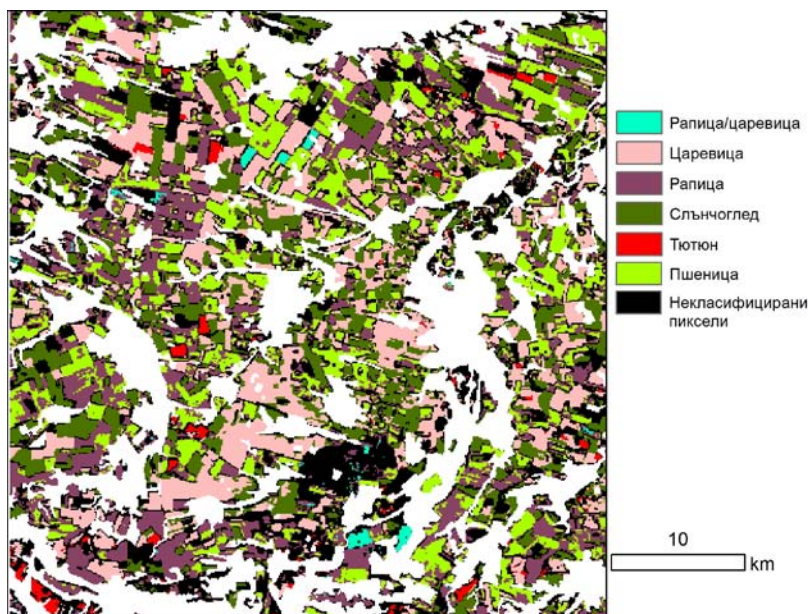 Рапица/царевица
Царевица
Рапица
Слънчоглед
Тютюн
Пшеница
Некласифицирани
пиксели
10
km